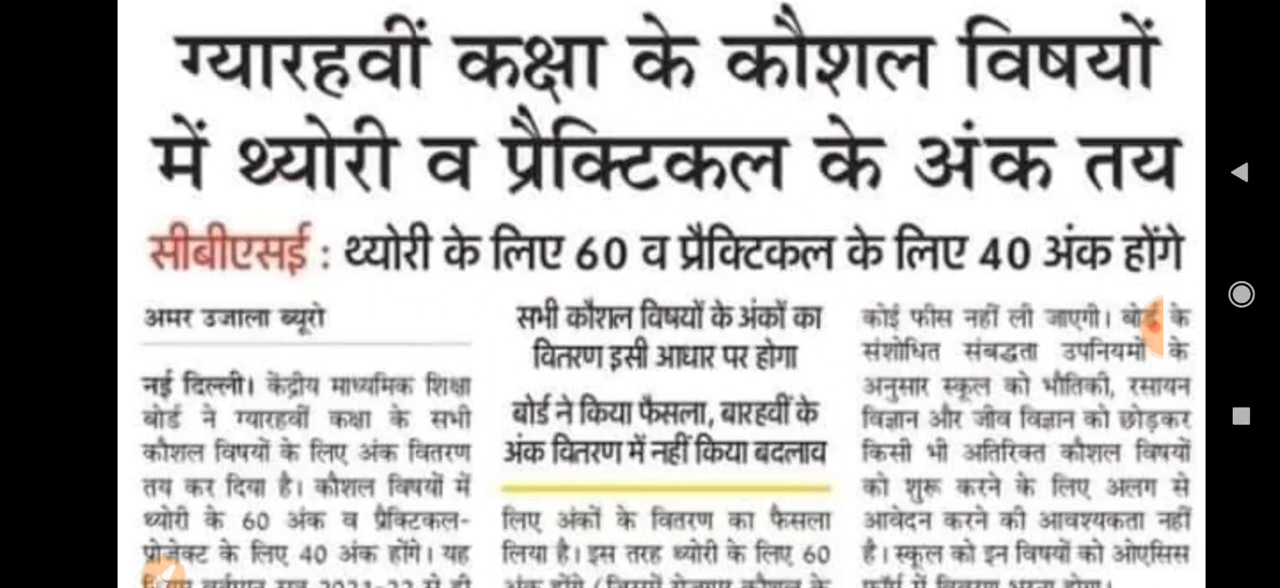 ग्यारहवीं कक्षा के कौशल विषयों
में थ्योरी व प्रैक्टिकल के अंक तय
सीबीएसई : थ्योरी के लिए 60 व प्रैक्टिकल के लिए 40 अंक होंगे
अमर उजाला ब्यूरो
नई दिल्ली। केंद्रीय माध्यमिक शिक्षा
बोर्ड ने ग्यारहवीं कक्षा के सभी
कौशल विषयों के लिए अंक वितरण
तय कर दिया है। कौशल विषयों में
थ्योरी के 60 अंक व प्रैक्टिकल-
प्रोजेक्ट के लिए 40 अंक होंगे। यह
सभी कौशल विषयों के अंकों का
वितरण इसी आधार पर होगा
बोर्ड ने किया फैसला, बारहवीं के
अंक वितरण में नहीं किया बदलाव
लिए अंकों के वितरण का फैसला
लिया है। इस तरह थ्योरी के लिए 60
कोई फीस नहीं ली जाएगी। बोर्ड के
संशोधित संबद्धता उपनियमों के
अनुसार स्कूल को भौतिकी, रसायन
विज्ञान और जीव विज्ञान को छोड़कर
किसी भी अतिरिक्त कौशल विषयों
को शुरू करने के लिए अलग से
आवेदन करने की आवश्यकता नहीं
है। स्कूल को इन विषयों को ओएसिस